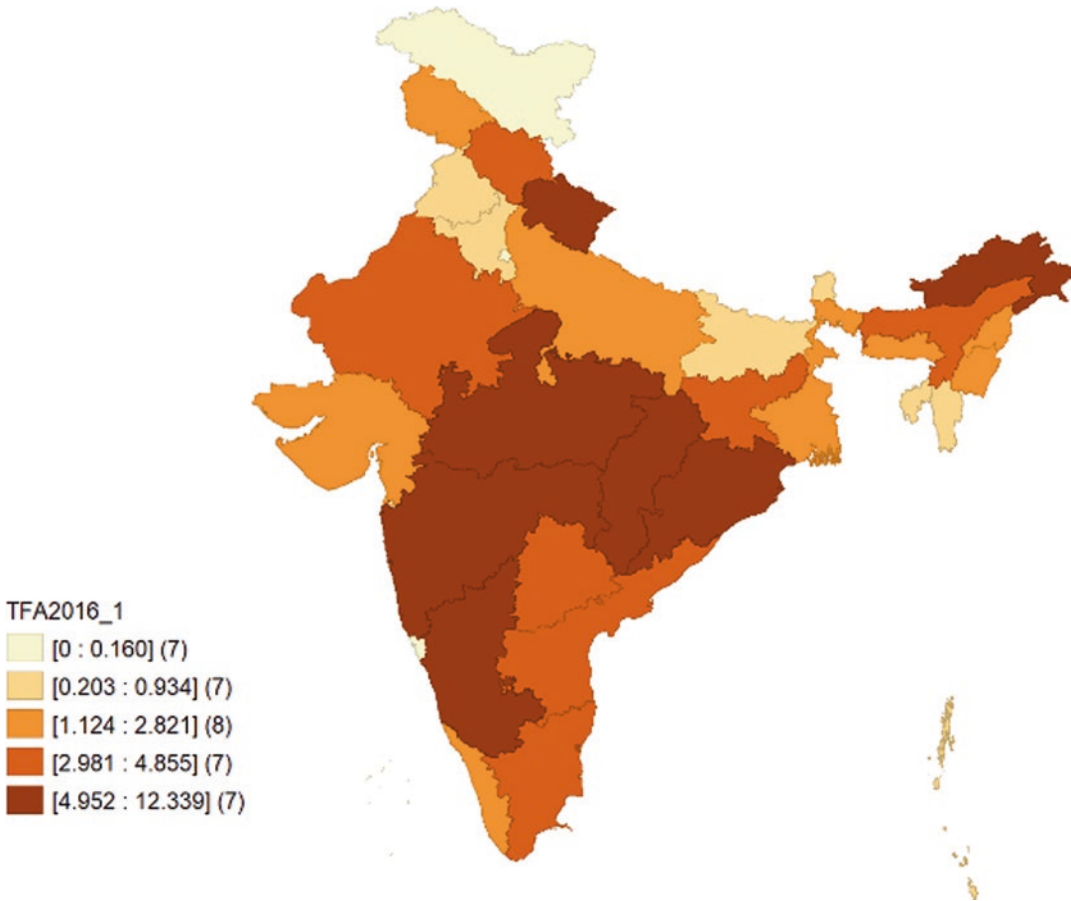 TFA2016_1
[0 : 0.160] (7)
[0.203 : 0.934] (7)
[1.124 : 2.821] (8)
[2.981 : 4.855] (7)
[4.952 : 12.339] (7)